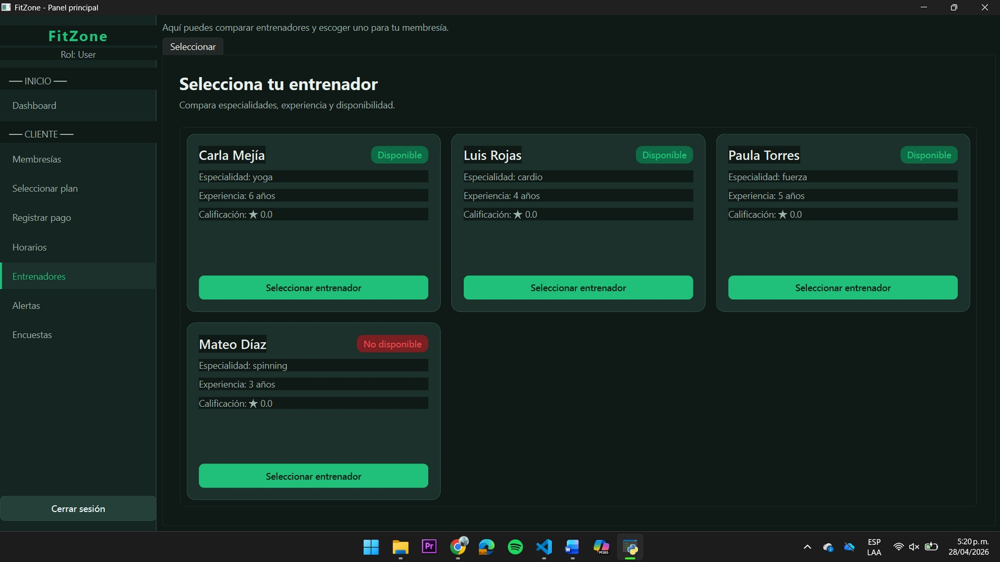 FitZone - Panel principal
FitZone
Rol: User
── INICIO ──
Dashboard
── CLIENTE ──
Membresías
Seleccionar plan
Registrar pago
Horarios
Entrenadores
Alertas
Encuestas
Cerrar sesión
Aquí puedes comparar entrenadores y escoger uno para tu membresía.
Seleccionar
Selecciona tu entrenador
Compara especialidades, experiencia y disponibilidad.
Carla Mejía
Disponible
Especialidad: yoga
Experiencia: 6 años
Calificación: ★ 0.0
Seleccionar entrenador
Luis Rojas
Disponible
Especialidad: cardio
Experiencia: 4 años
Calificación: ★ 0.0
Seleccionar entrenador
Paula Torres
Disponible
Especialidad: fuerza
Experiencia: 5 años
Calificación: ★ 0.0
Seleccionar entrenador
Mateo Díaz
No disponible
Especialidad: spinning
Experiencia: 3 años
Calificación: ★ 0.0
Seleccionar entrenador
Pr
W
M365
ESP
LAA
5:20 p. m.
28/04/2026